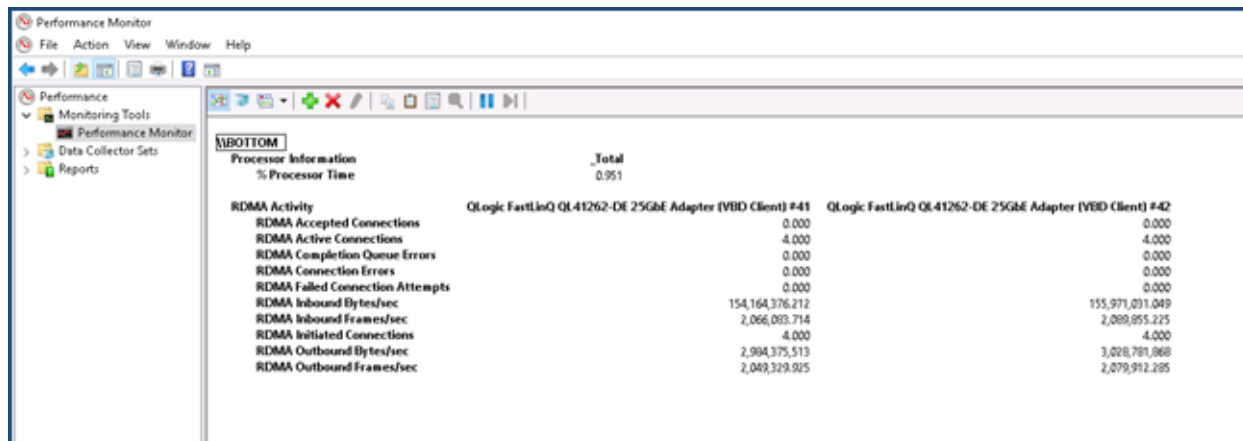 Performance Monitor
File Action View Window Help
Performance
Monitoring Tools
Performance Monitor
Data Collector Sets
Reports
\\BOTTOM
Processor Information _Total
% Processor Time 0.951
RDMA Activity QLogic FastLinQ QL41262-DE 25GbE Adapter (VBD Client) #41 QLogic FastLinQ QL41262-DE 25GbE Adapter (VBD Client) #42
RDMA Accepted Connections 0.000 0.000
RDMA Active Connections 4.000 4.000
RDMA Completion Queue Errors 0.000 0.000
RDMA Connection Errors 0.000 0.000
RDMA Failed Connection Attempts 0.000 0.000
RDMA Inbound Bytes/sec 154,164,376.212 155,971,031.049
RDMA Inbound Frames/sec 2,066,083.714 2,089,855.225
RDMA Initiated Connections 4.000 4.000
RDMA Outbound Bytes/sec 2,984,375,513 3,028,781,868
RDMA Outbound Frames/sec 2,049,329.925 2,079,912.285